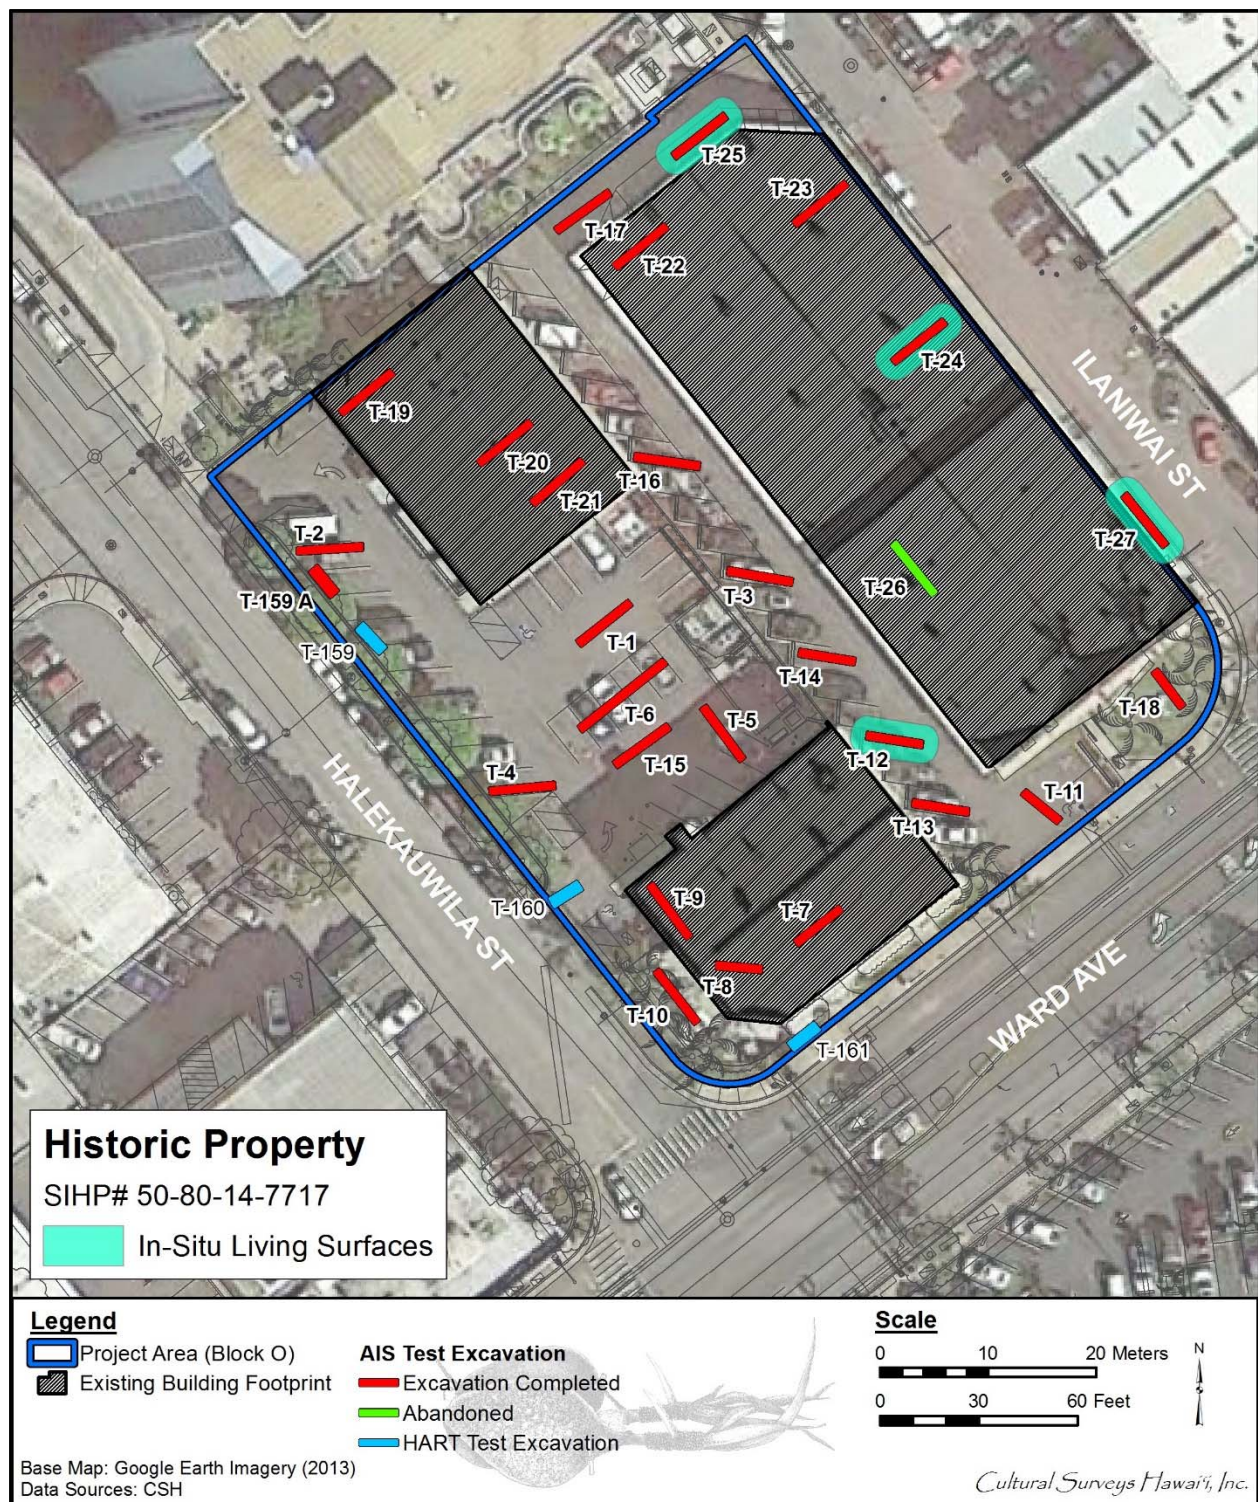 T-25
T-23
T-17
T-22
T-24
ILANIWAI ST
T-19
T-20
T-21
T-16
T-27
T-2
T-3
T-26
T-159 A
T-159
T-1
T-14
T-18
T-6
T-5
T-15
T-12
T-4
T-11
T-13
HALEKAUWILA ST
T-160
T-9
T-7
T-8
T-10
T-161
WARD AVE
Historic Property
SIHP# 50-80-14-7717
In-Situ Living Surfaces
Legend
Project Area (Block O)
Existing Building Footprint
AIS Test Excavation
Excavation Completed
Abandoned
HART Test Excavation
Scale
0 10 20 Meters
0 30 60 Feet
N
Base Map: Google Earth Imagery (2013)
Data Sources: CSH
Cultural Surveys Hawaiʻi, Inc.